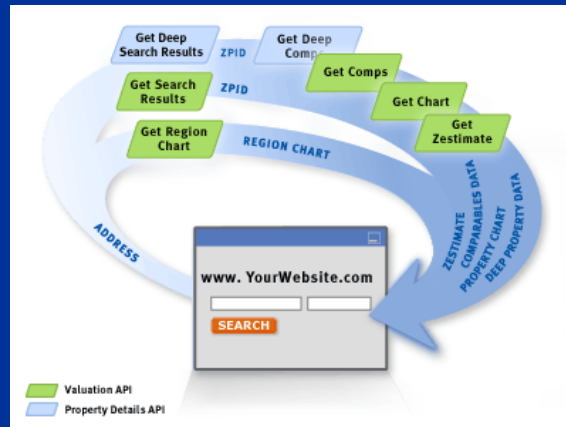 Get Deep
Search Results
ZPID
Get Deep
Comps
Get Comps
Get Search
Results
ZPID
Get Chart
Get
Zestimate
Get Region
Chart
REGION CHART
ADDRESS
ZESTIMATE
COMPARABLES DATA
PROPERTY CHART
DEEP PROPERTY DATA
www. YourWebsite.com
SEARCH
Valuation API
Property Details API